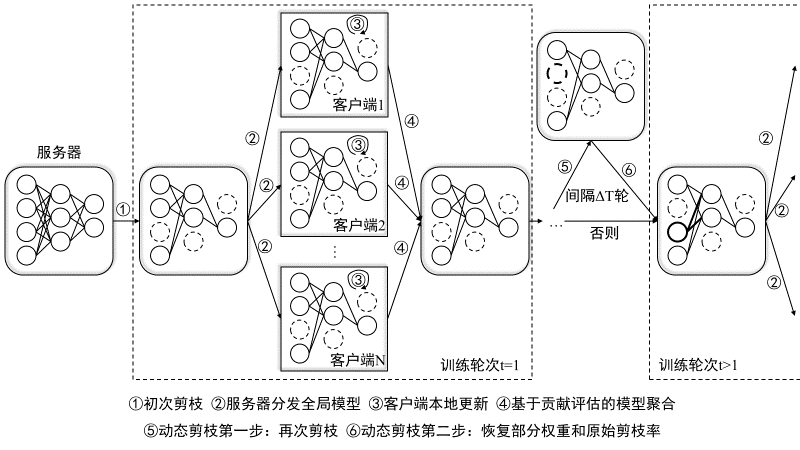 服务器
①
②
②
②
③
客户端1
③
客户端2
⋮
③
客户端N
④
④
④
训练轮次t=1
…
⑤
⑥
间隔ΔT轮
否则
②
②
②
训练轮次t>1
①初次剪枝 ②服务器分发全局模型 ③客户端本地更新 ④基于贡献评估的模型聚合
⑤动态剪枝第一步：再次剪枝 ⑥动态剪枝第二步：恢复部分权重和原始剪枝率